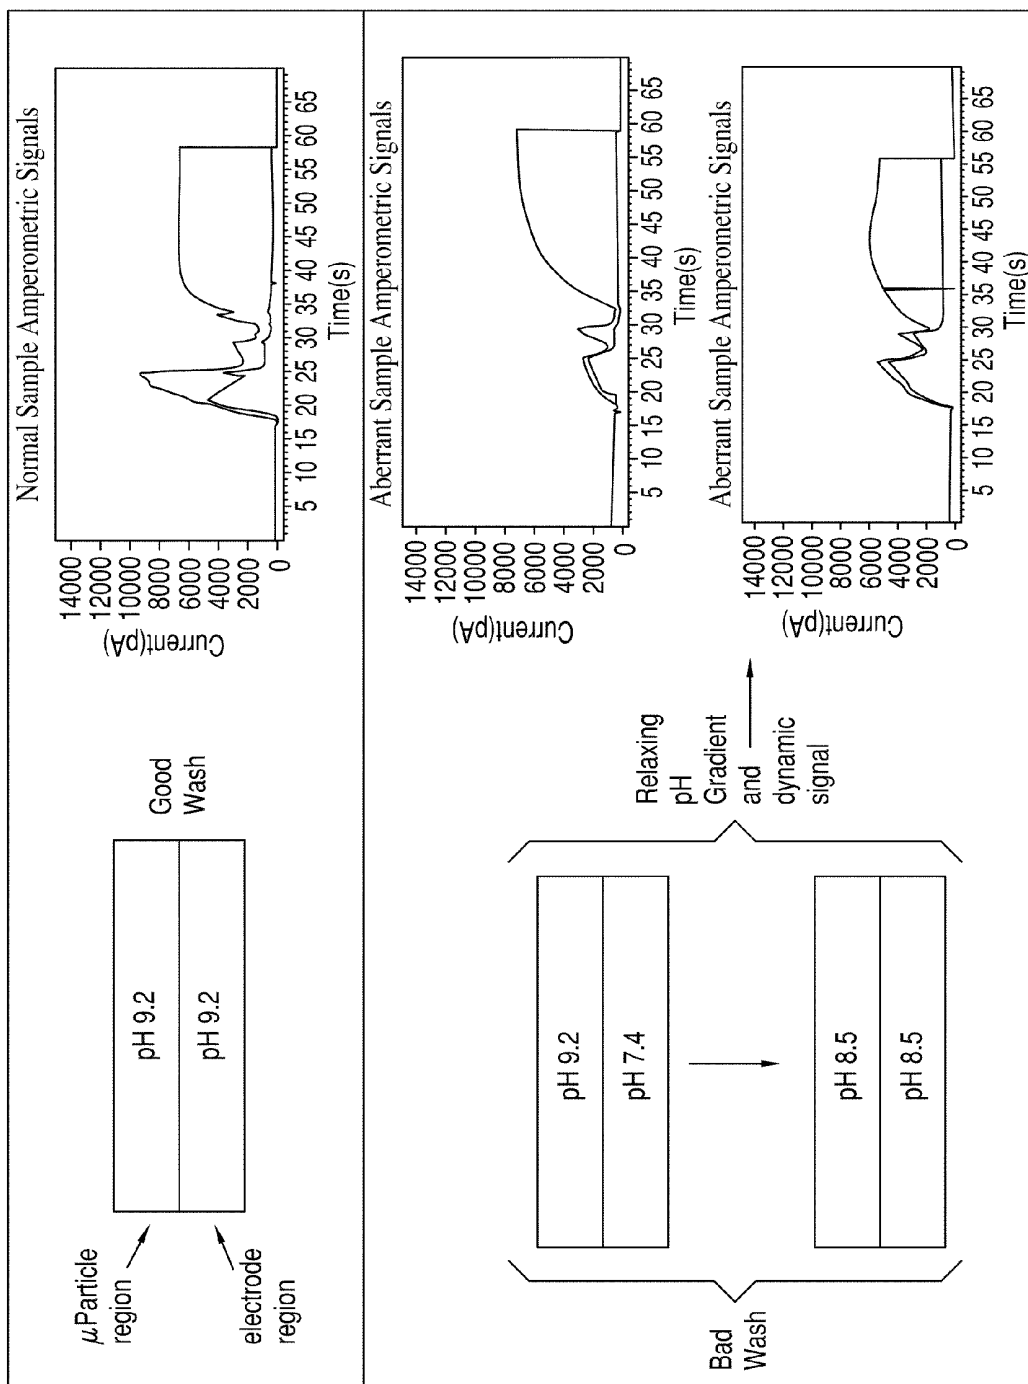 μParticle
region
electrode
region
pH 9.2
pH 9.2
Good
Wash
Normal Sample Amperometric Signals
Current(pA)
14000
12000
10000
8000
6000
4000
2000
0
5 10 15 20 25 30 35 40 45 50 55 60 65
Time(s)
Bad
Wash
pH 9.2
pH 7.4
pH 8.5
pH 8.5
Relaxing
pH
Gradient
and
dynamic
signal
Aberrant Sample Amperometric Signals
Current(pA)
14000
12000
10000
8000
6000
4000
2000
0
5 10 15 20 25 30 35 40 45 50 55 60 65
Time(s)
Aberrant Sample Amperometric Signals
Current(pA)
14000
12000
10000
8000
6000
4000
2000
0
5 10 15 20 25 30 35 40 45 50 55 60 65
Time(s)